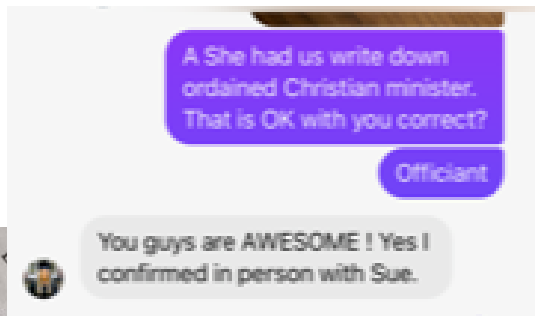 A She had us write down
ordained Christian minister.
That is OK with you correct?
Officiant
You guys are AWESOME ! Yes I
confirmed in person with Sue.